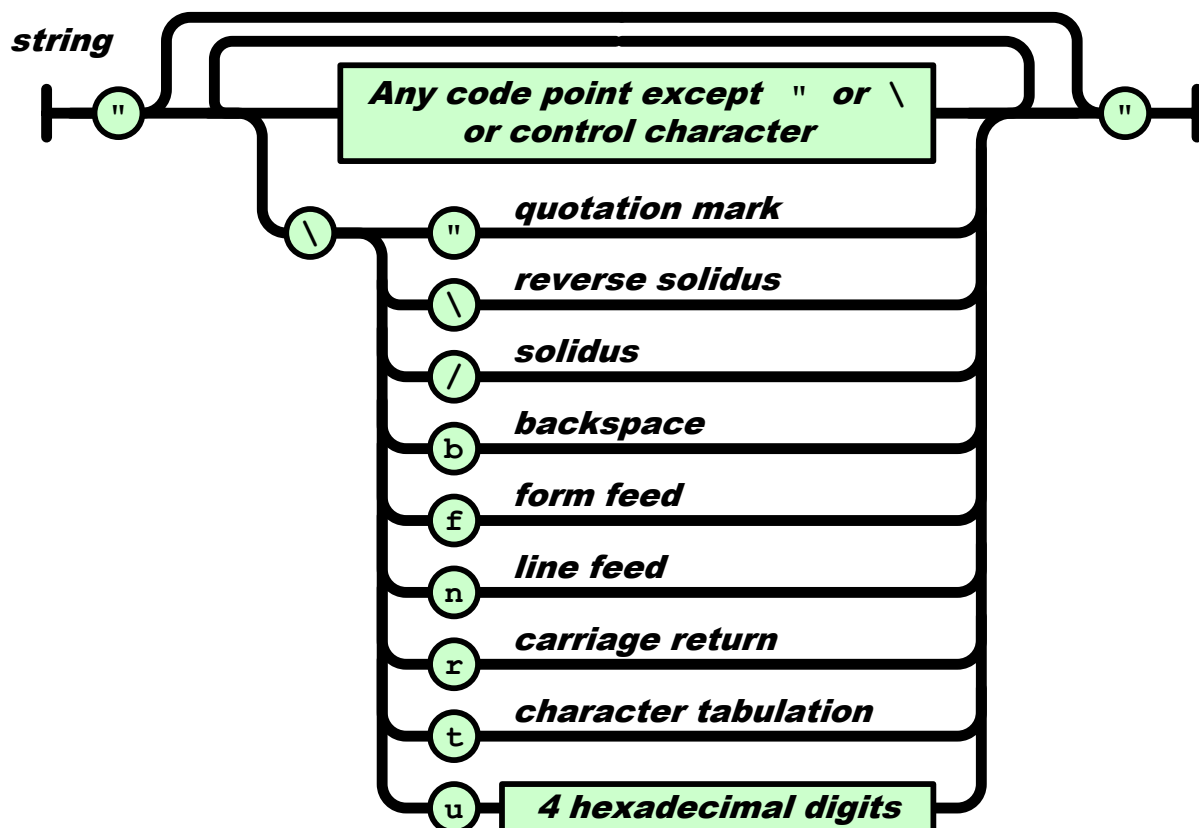 string
" Any code point except " or \ "
or control character
\ " quotation mark
\ reverse solidus
/ solidus
b backspace
f form feed
n line feed
r carriage return
t character tabulation
u 4 hexadecimal digits